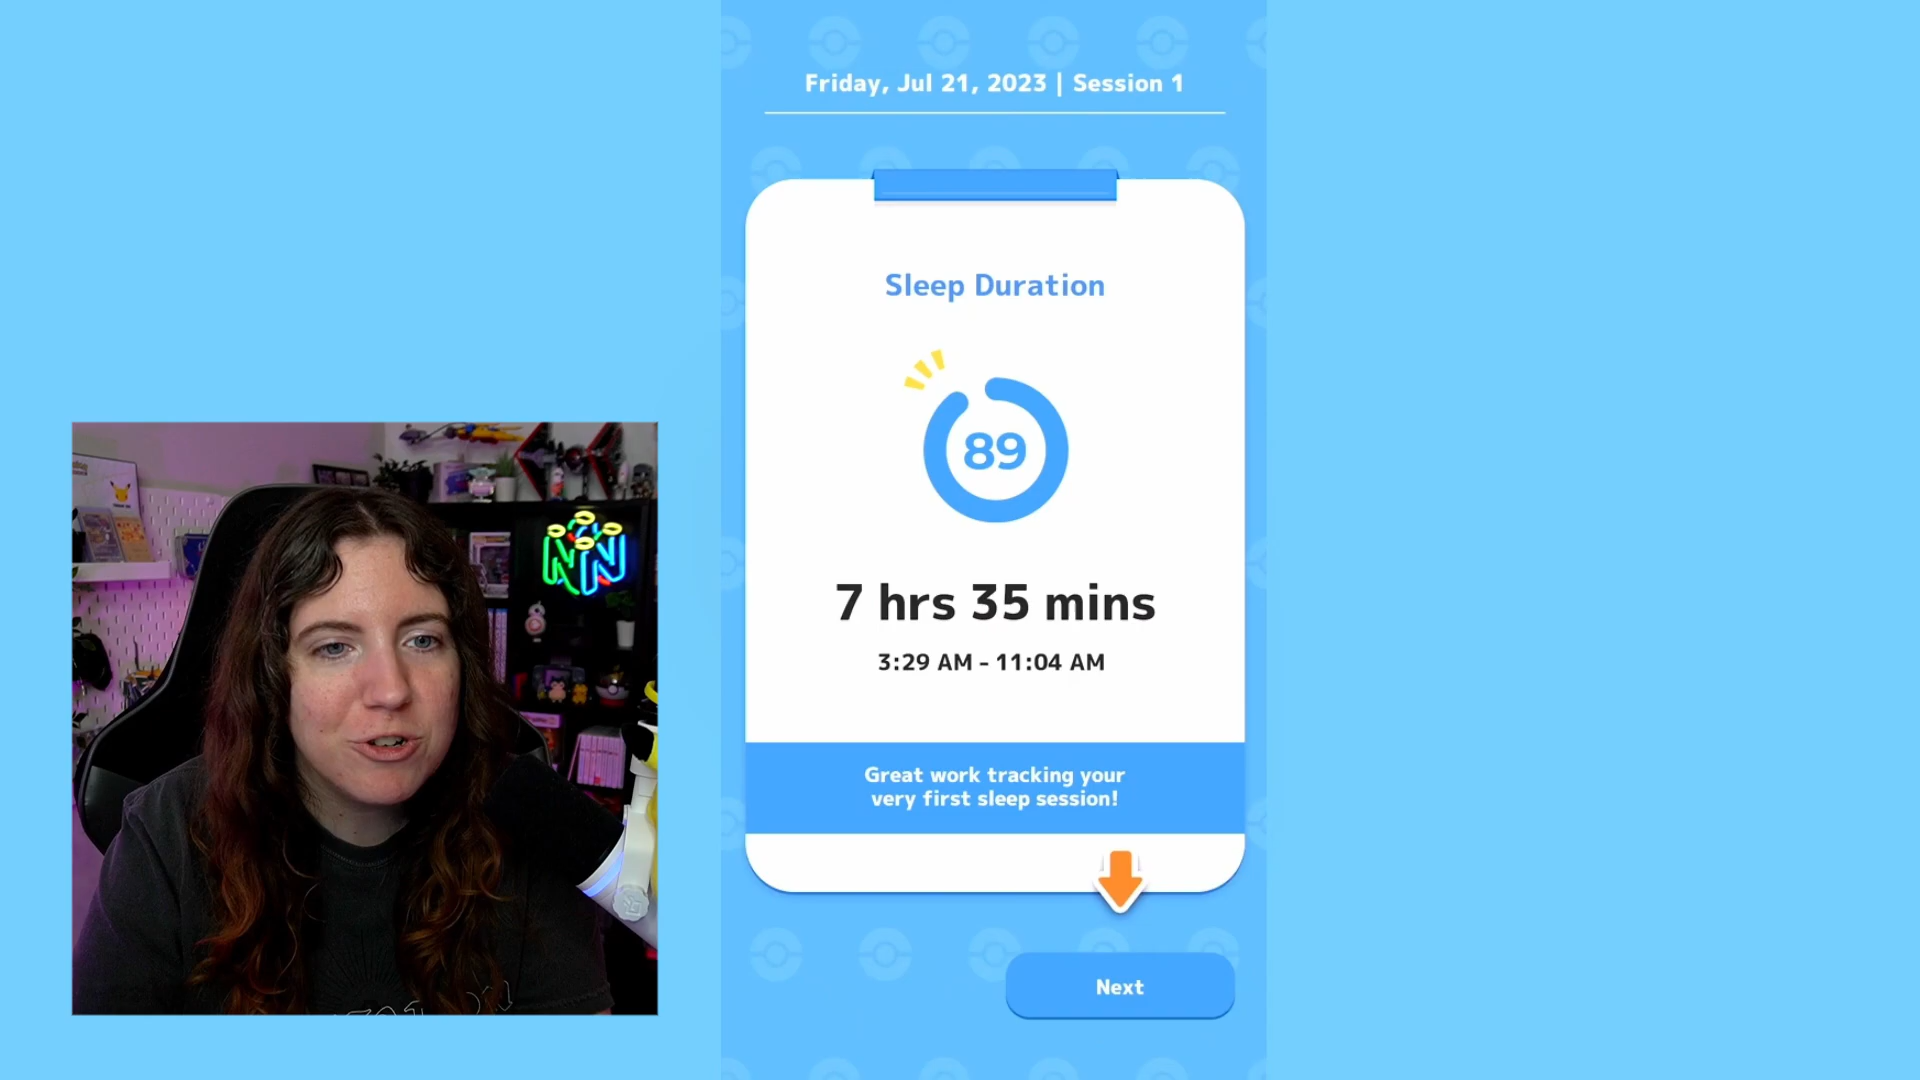 Friday, Jul 21, 2023 | Session 1
Sleep Duration
89
7 hrs 35 mins
3:29 AM - 11:04 AM
Great work tracking your
very first sleep session!
Next